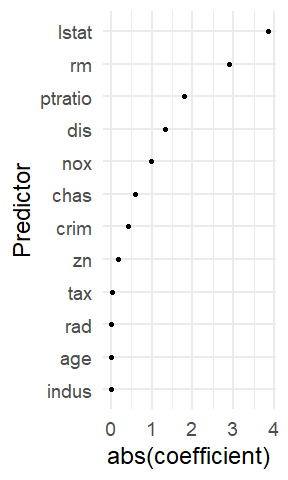 Predictor
lstat
rm
ptratio
dis
nox
chas
crim
zn
tax
rad
age
indus
0 1 2 3 4
abs(coefficient)